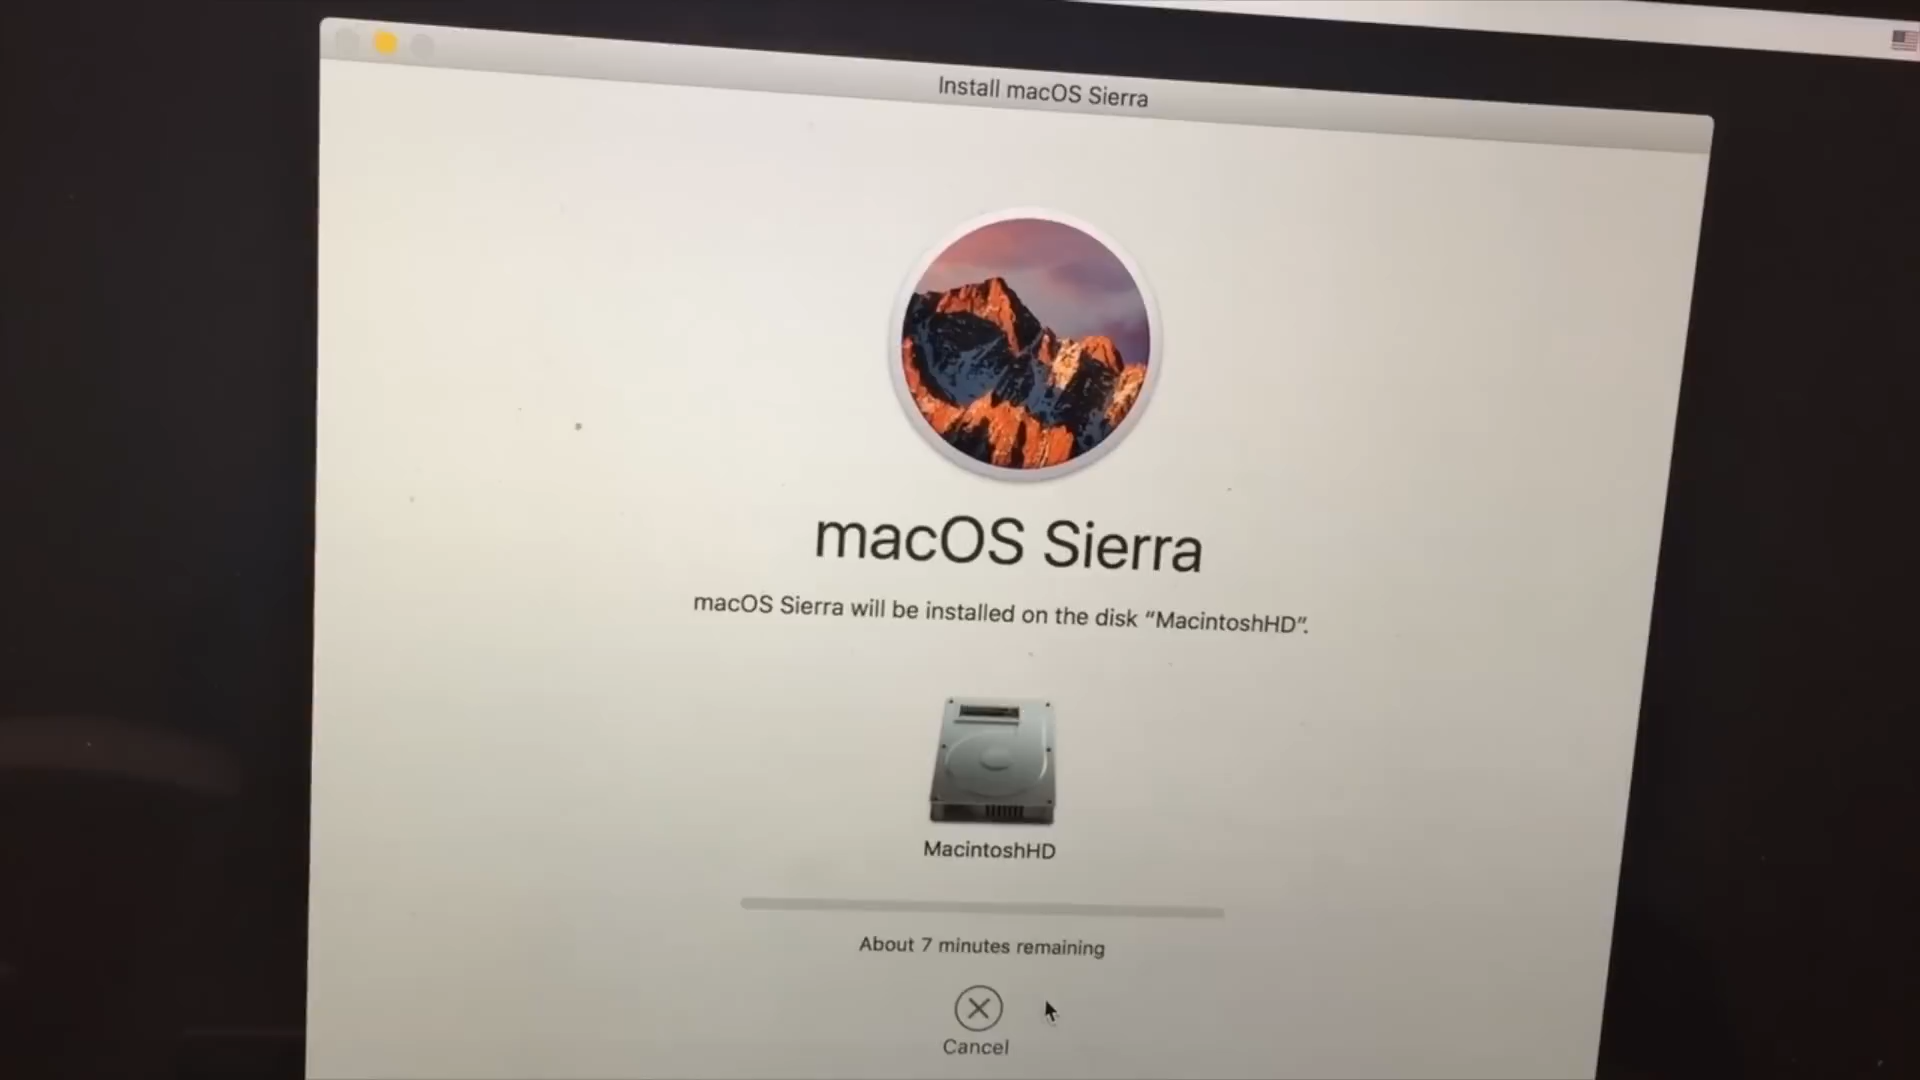 Install macOS Sierra
macOS Sierra
macOS Sierra will be installed on the disk “MacintoshHD”.
MacintoshHD
About 7 minutes remaining
Cancel